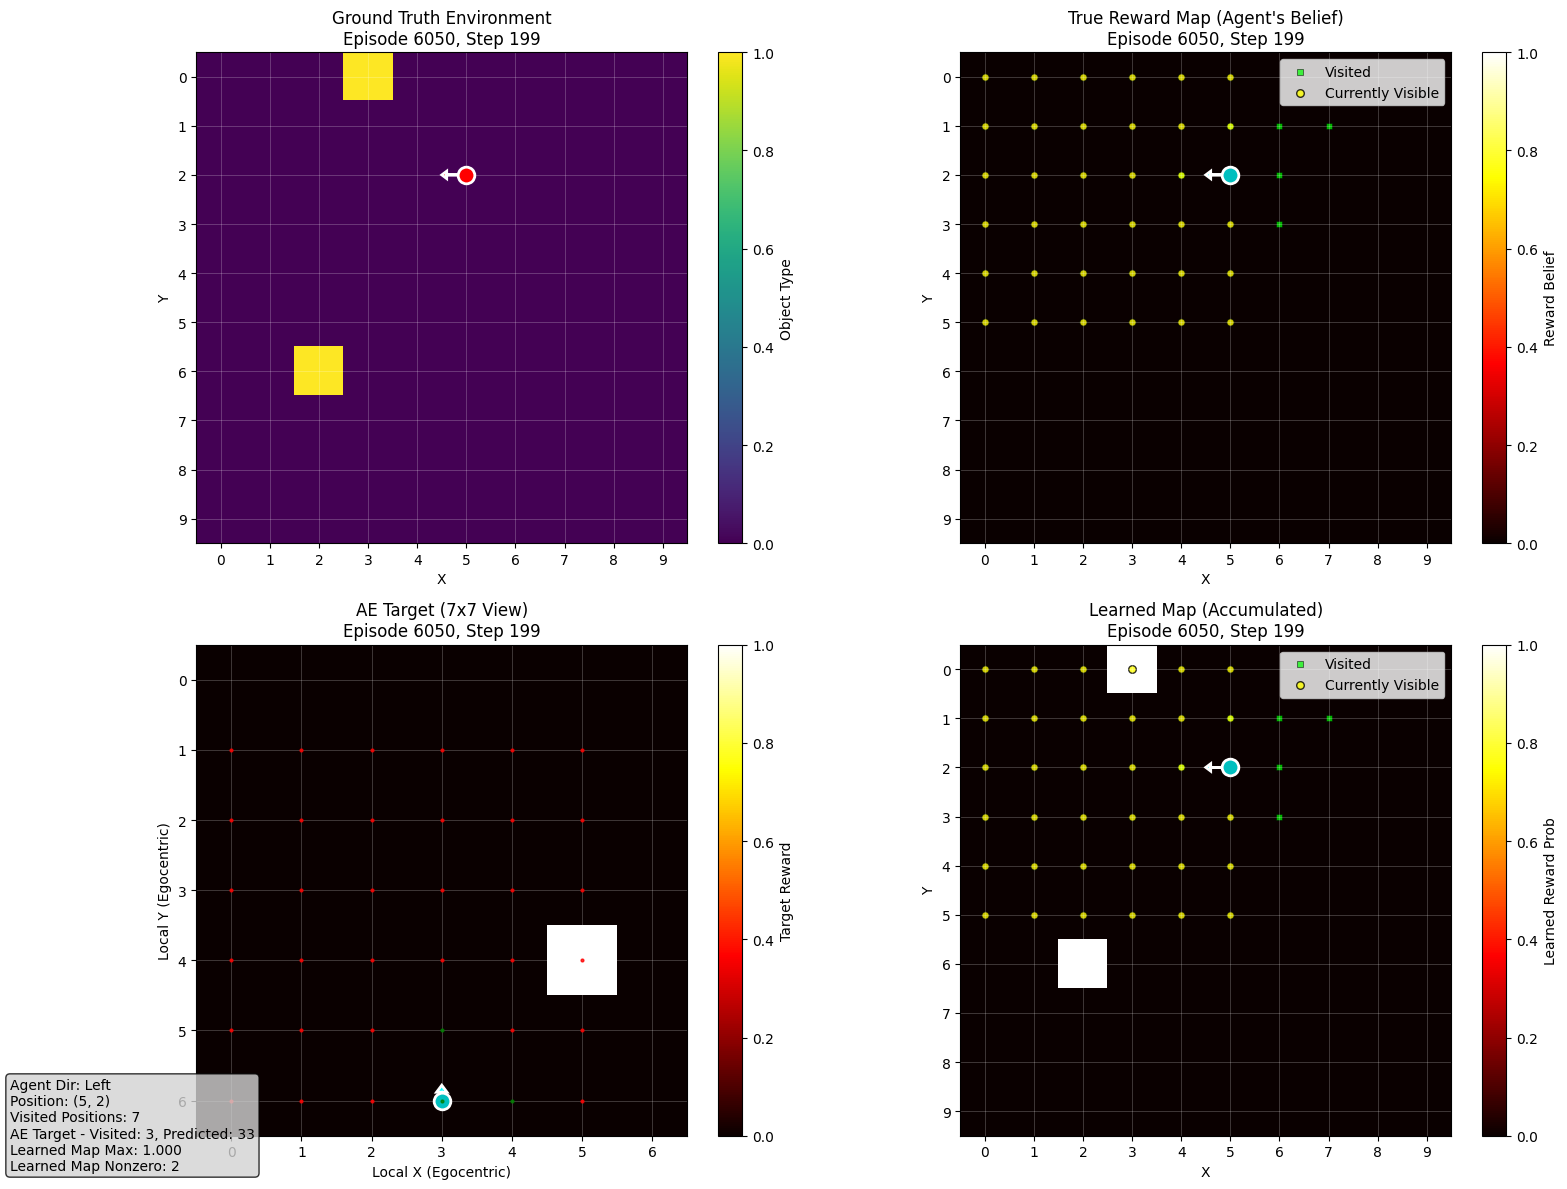 Ground Truth Environment
Episode 6050, Step 199
0
1
2
3
4
5
6
7
8
9
Y
0 1 2 3 4 5 6 7 8 9
X
1.0
0.8
0.6
0.4
0.2
0.0
Object Type
True Reward Map (Agent's Belief)
Episode 6050, Step 199
Visited
Currently Visible
0
1
2
3
4
5
6
7
8
9
Y
0 1 2 3 4 5 6 7 8 9
X
1.0
0.8
0.6
0.4
0.2
0.0
Reward Belief
AE Target (7x7 View)
Episode 6050, Step 199
0
1
2
3
4
5
6
Local Y (Egocentric)
0 1 2 3 4 5 6
Local X (Egocentric)
1.0
0.8
0.6
0.4
0.2
0.0
Target Reward
Learned Map (Accumulated)
Episode 6050, Step 199
Visited
Currently Visible
0
1
2
3
4
5
6
7
8
9
Y
0 1 2 3 4 5 6 7 8 9
X
1.0
0.8
0.6
0.4
0.2
0.0
Learned Reward Prob
Agent Dir: Left
Position: (5, 2)
Visited Positions: 7
AE Target - Visited: 3, Predicted: 33
Learned Map Max: 1.000
Learned Map Nonzero: 2